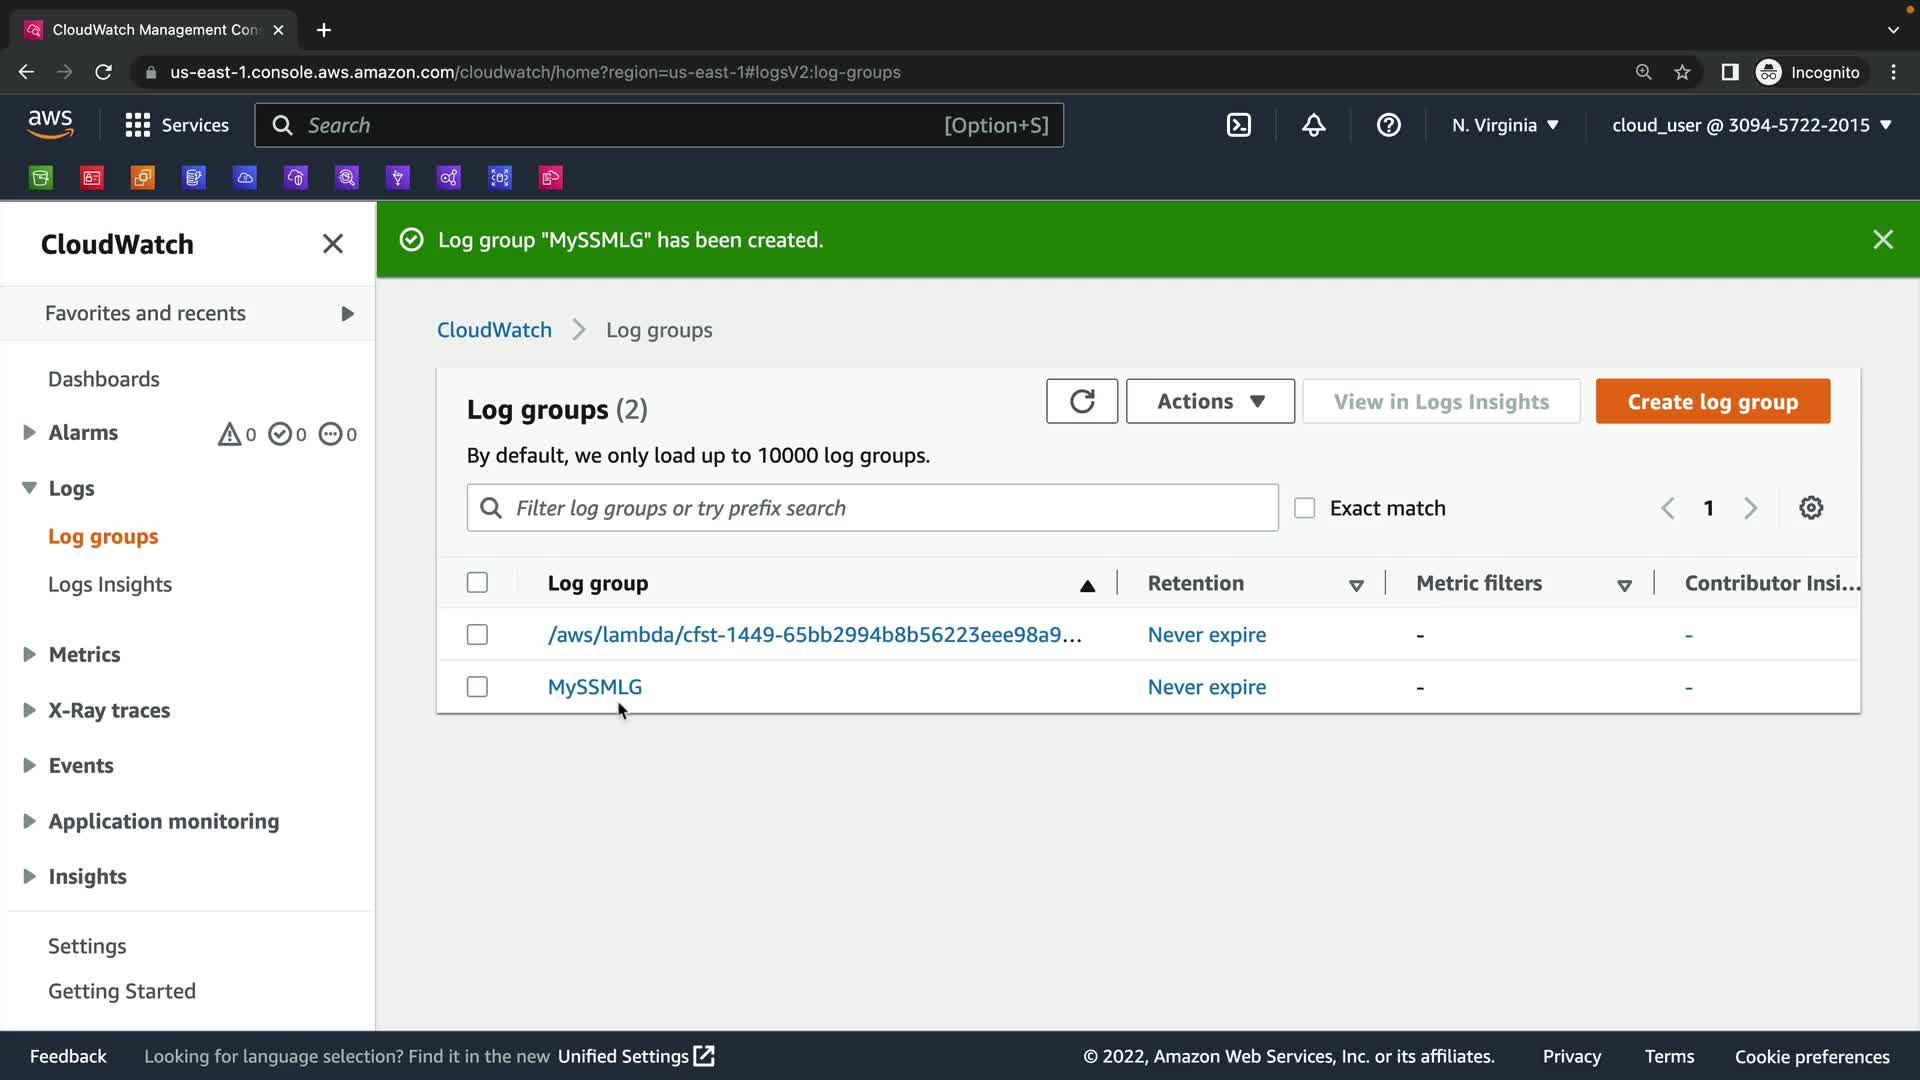 CloudWatch Management Con
us-east-1.console.aws.amazon.com/cloudwatch/home?region=us-east-1#logsV2:log-groups
Incognito
aws
Services
Search
[Option+S]
N. Virginia
cloud_user @ 3094-5722-2015
CloudWatch
Favorites and recents
Dashboards
Alarms
0
0
0
Logs
Log groups
Logs Insights
Metrics
X-Ray traces
Events
Application monitoring
Insights
Settings
Getting Started
Log group "MySSMLG" has been created.
CloudWatch
Log groups
Log groups (2)
Actions
View in Logs Insights
Create log group
By default, we only load up to 10000 log groups.
Filter log groups or try prefix search
Exact match
1
Log group
Retention
Metric filters
Contributor Insi...
/aws/lambda/cfst-1449-65bb2994b8b56223eee98a9...
Never expire
-
-
MySSMLG
Never expire
-
-
Feedback
Looking for language selection? Find it in the new Unified Settings
© 2022, Amazon Web Services, Inc. or its affiliates.
Privacy
Terms
Cookie preferences